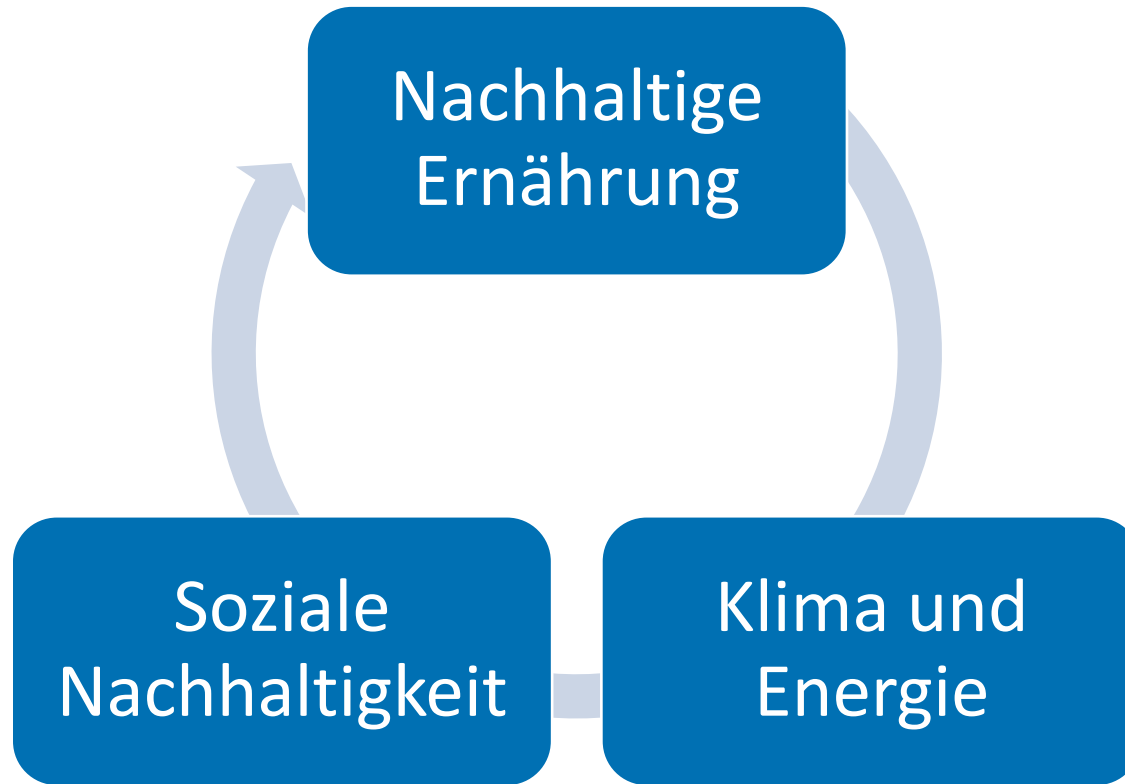 Nachhaltige
Ernährung
Soziale
Nachhaltigkeit
Klima und
Energie